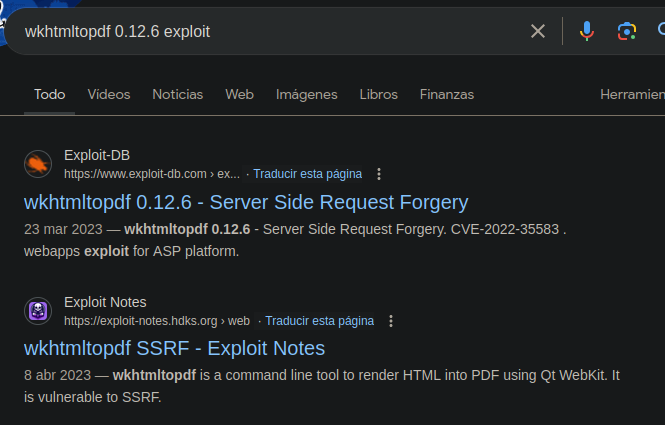 wkhtmltopdf 0.12.6 exploit
Todo Vídeos Noticias Web Imágenes Libros Finanzas
Exploit-DB
https://www.exploit-db.com › ex... · Traducir esta página
wkhtmltopdf 0.12.6 - Server Side Request Forgery
23 mar 2023 — wkhtmltopdf 0.12.6 - Server Side Request Forgery. CVE-2022-35583 .
webapps exploit for ASP platform.
Exploit Notes
https://exploit-notes.hdks.org › web · Traducir esta página
wkhtmltopdf SSRF - Exploit Notes
8 abr 2023 — wkhtmltopdf is a command line tool to render HTML into PDF using Qt WebKit. It
is vulnerable to SSRF.